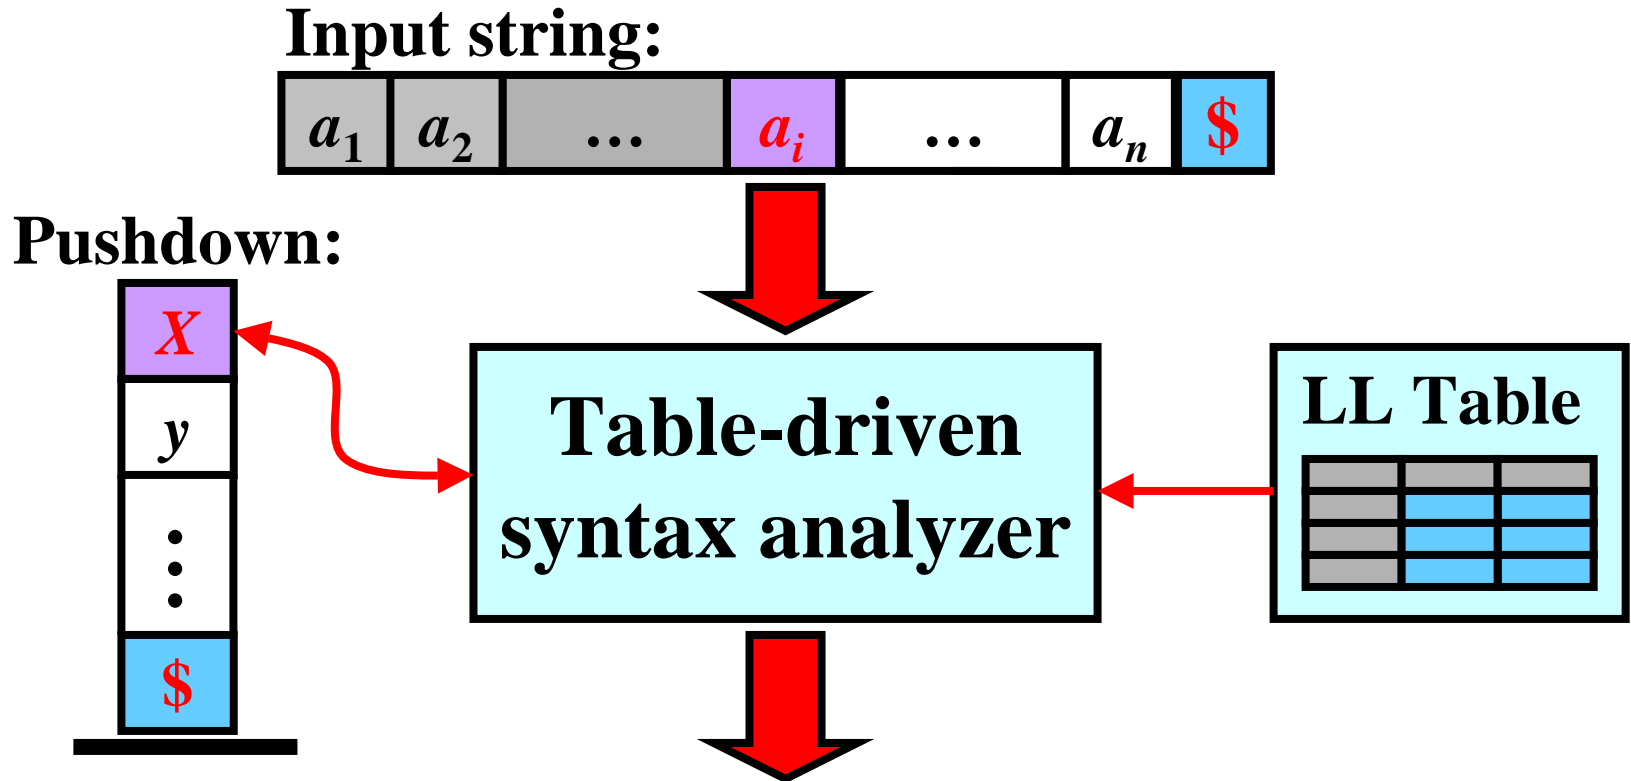 Input string:
a₁ a₂ … aᵢ … aₙ $
Pushdown:
X
y
⋮
$
Table-driven
syntax analyzer
LL Table